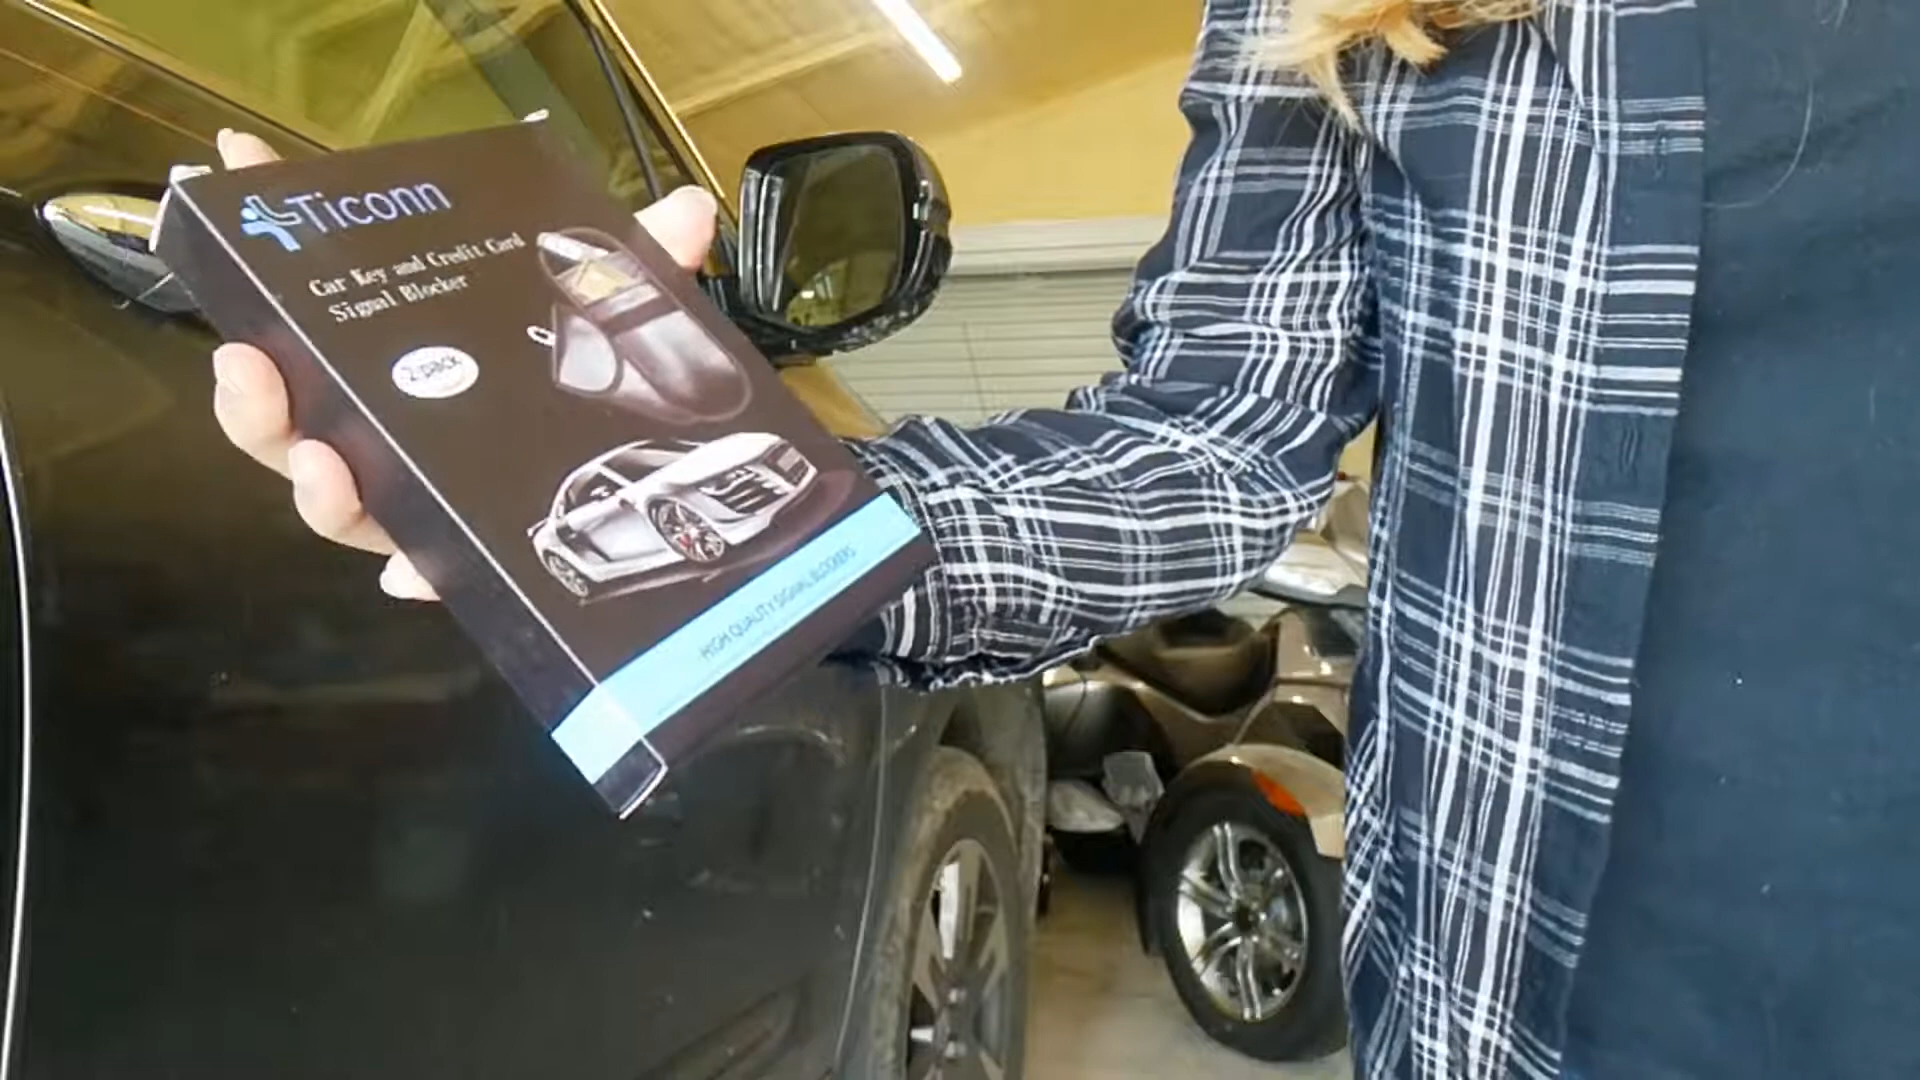 Ticonn
Car Key and Credit Card
Signal Blocker
2 pack
HIGH QUALITY SIGNAL BLOCKERS